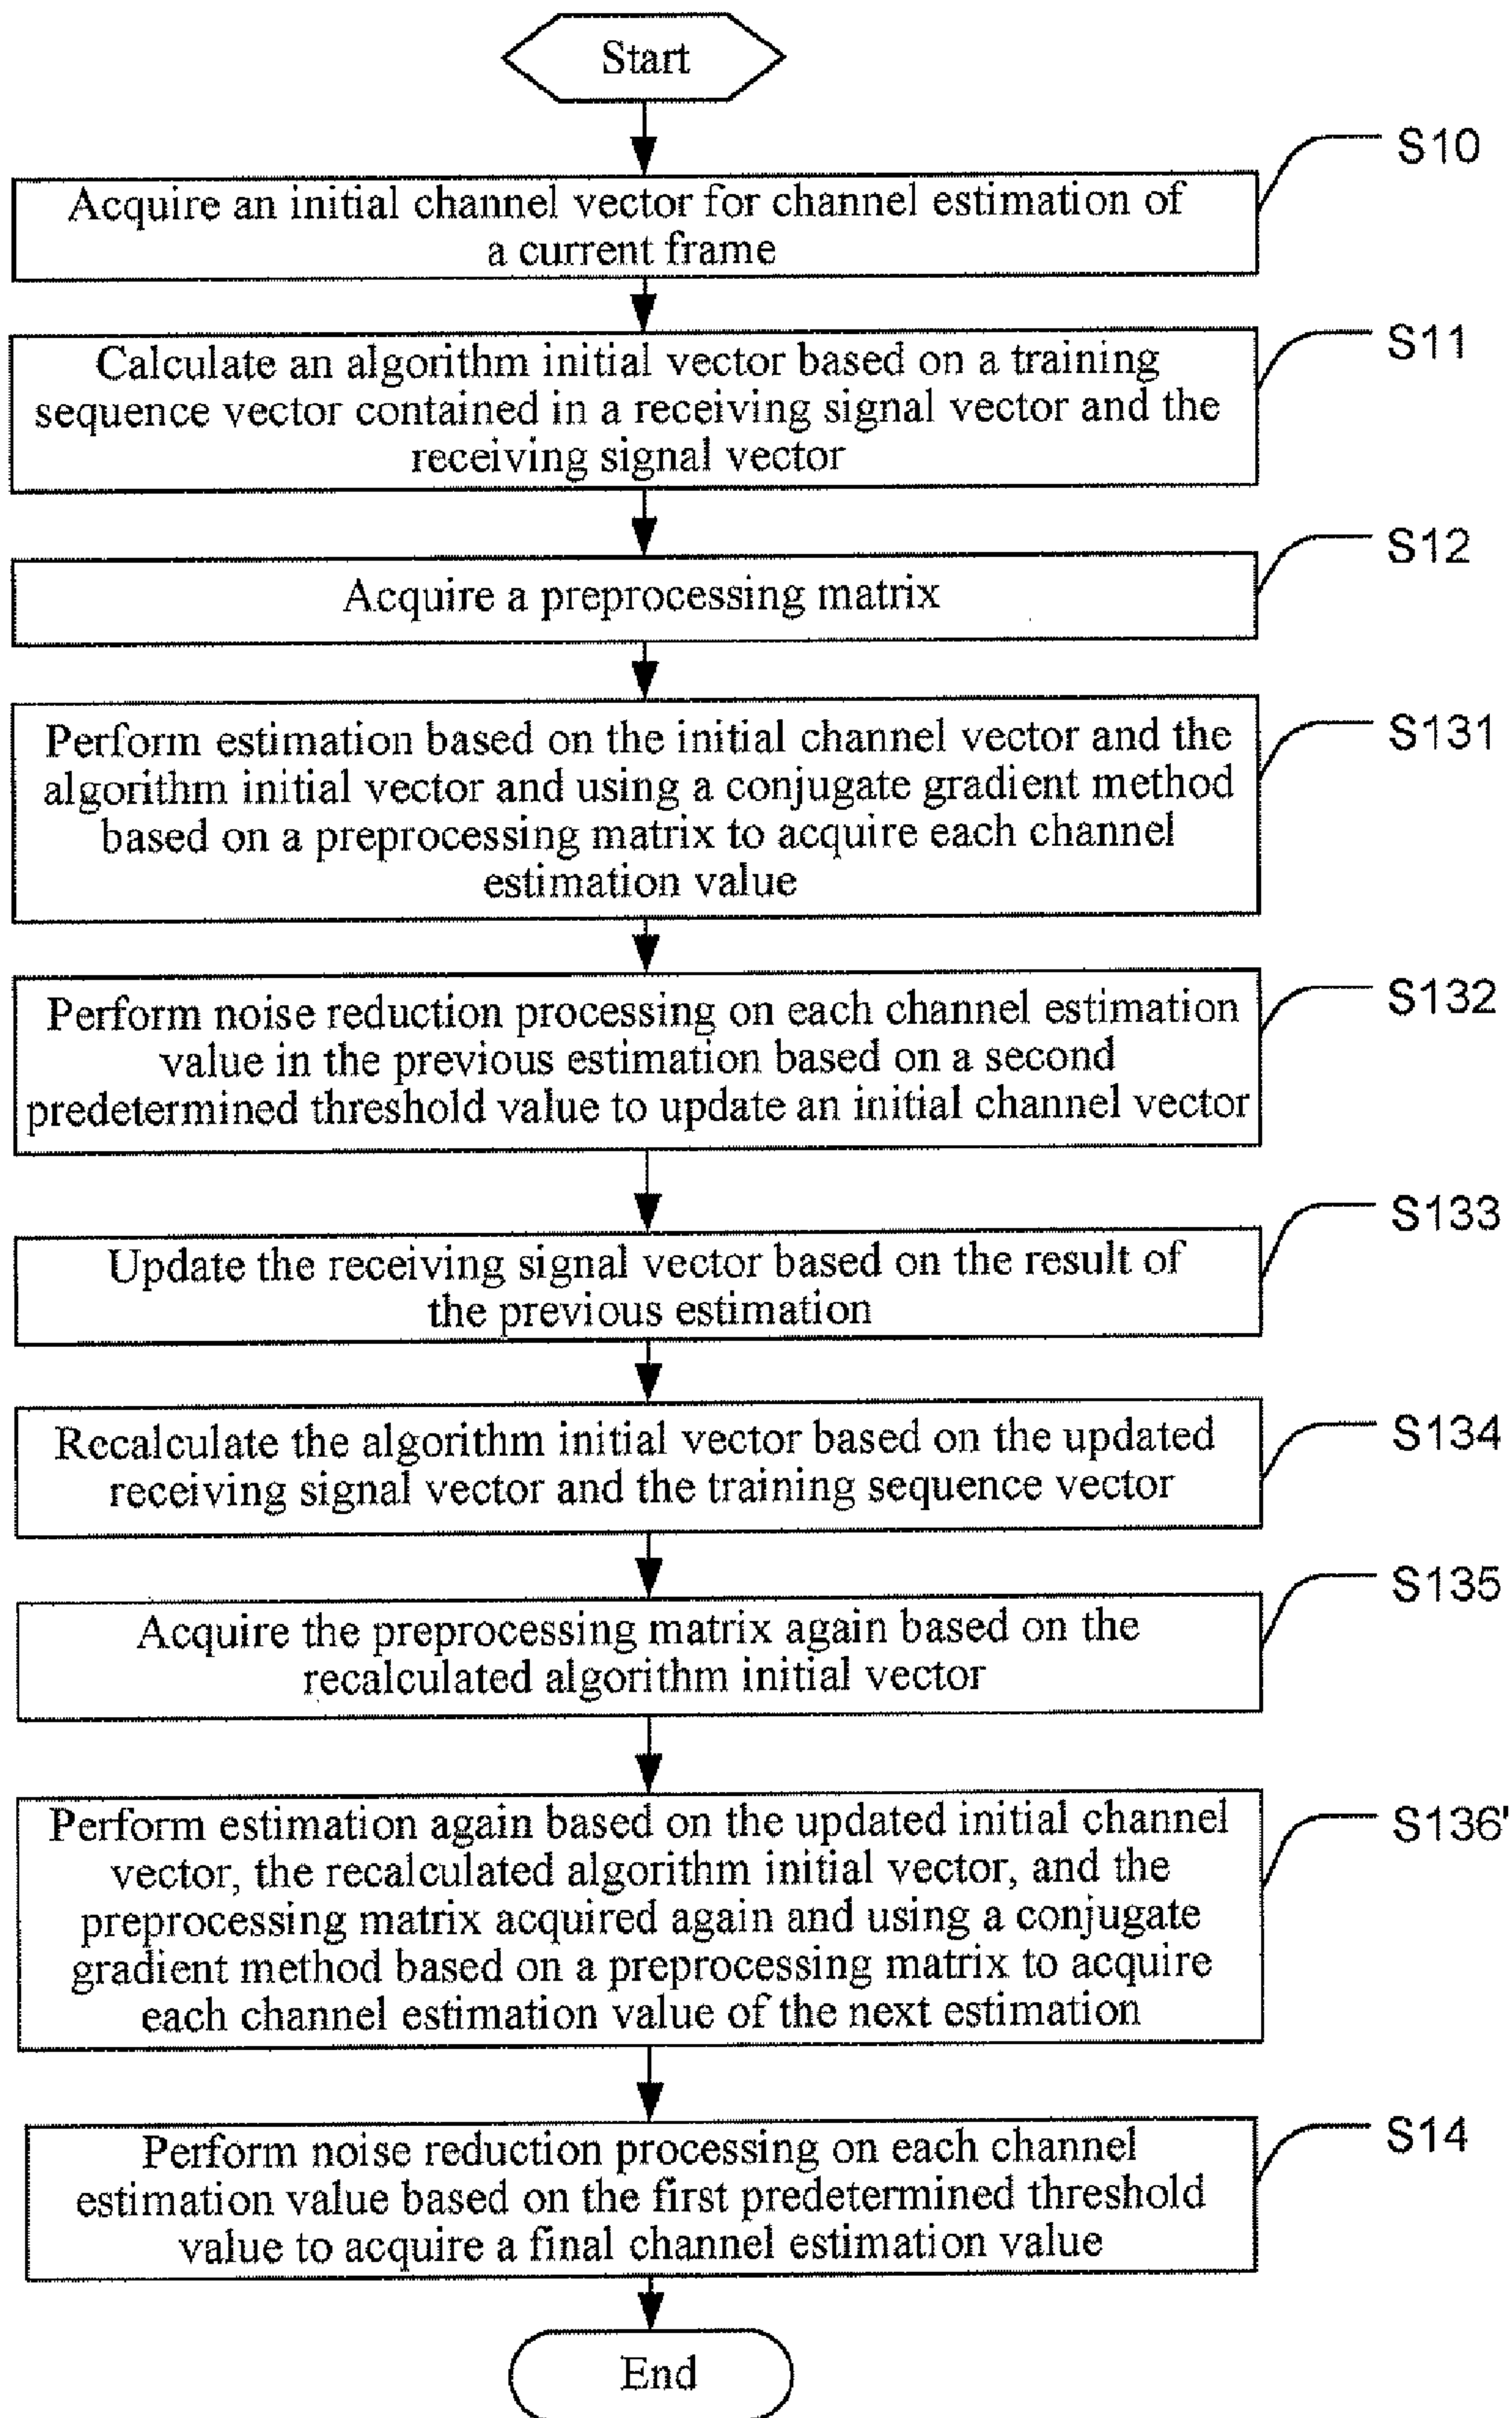 Start
S10
Acquire an initial channel vector for channel estimation of
a current frame
S11
Calculate an algorithm initial vector based on a training
sequence vector contained in a receiving signal vector and the
receiving signal vector
S12
Acquire a preprocessing matrix
S131
Perform estimation based on the initial channel vector and the
algorithm initial vector and using a conjugate gradient method
based on a preprocessing matrix to acquire each channel
estimation value
S132
Perform noise reduction processing on each channel estimation
value in the previous estimation based on a second
predetermined threshold value to update an initial channel vector
S133
Update the receiving signal vector based on the result of
the previous estimation
S134
Recalculate the algorithm initial vector based on the updated
receiving signal vector and the training sequence vector
S135
Acquire the preprocessing matrix again based on the
recalculated algorithm initial vector
S136'
Perform estimation again based on the updated initial channel
vector, the recalculated algorithm initial vector, and the
preprocessing matrix acquired again and using a conjugate
gradient method based on a preprocessing matrix to acquire
each channel estimation value of the next estimation
S14
Perform noise reduction processing on each channel
estimation value based on the first predetermined threshold
value to acquire a final channel estimation value
End